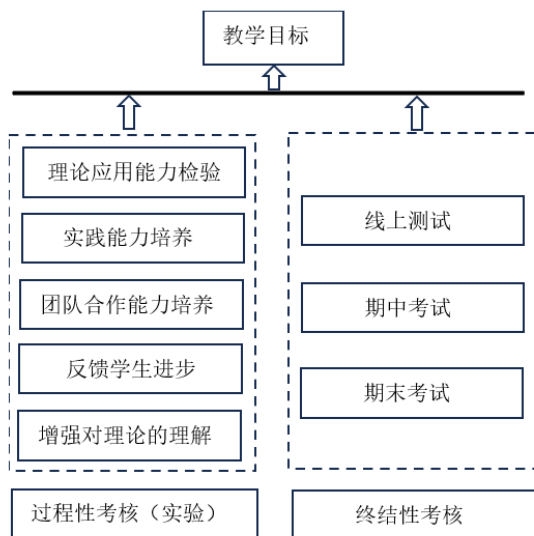 教学目标
理论应用能力检验
实践能力培养
团队合作能力培养
反馈学生进步
增强对理论的理解
过程性考核（实验）
线上测试
期中考试
期末考试
终结性考核